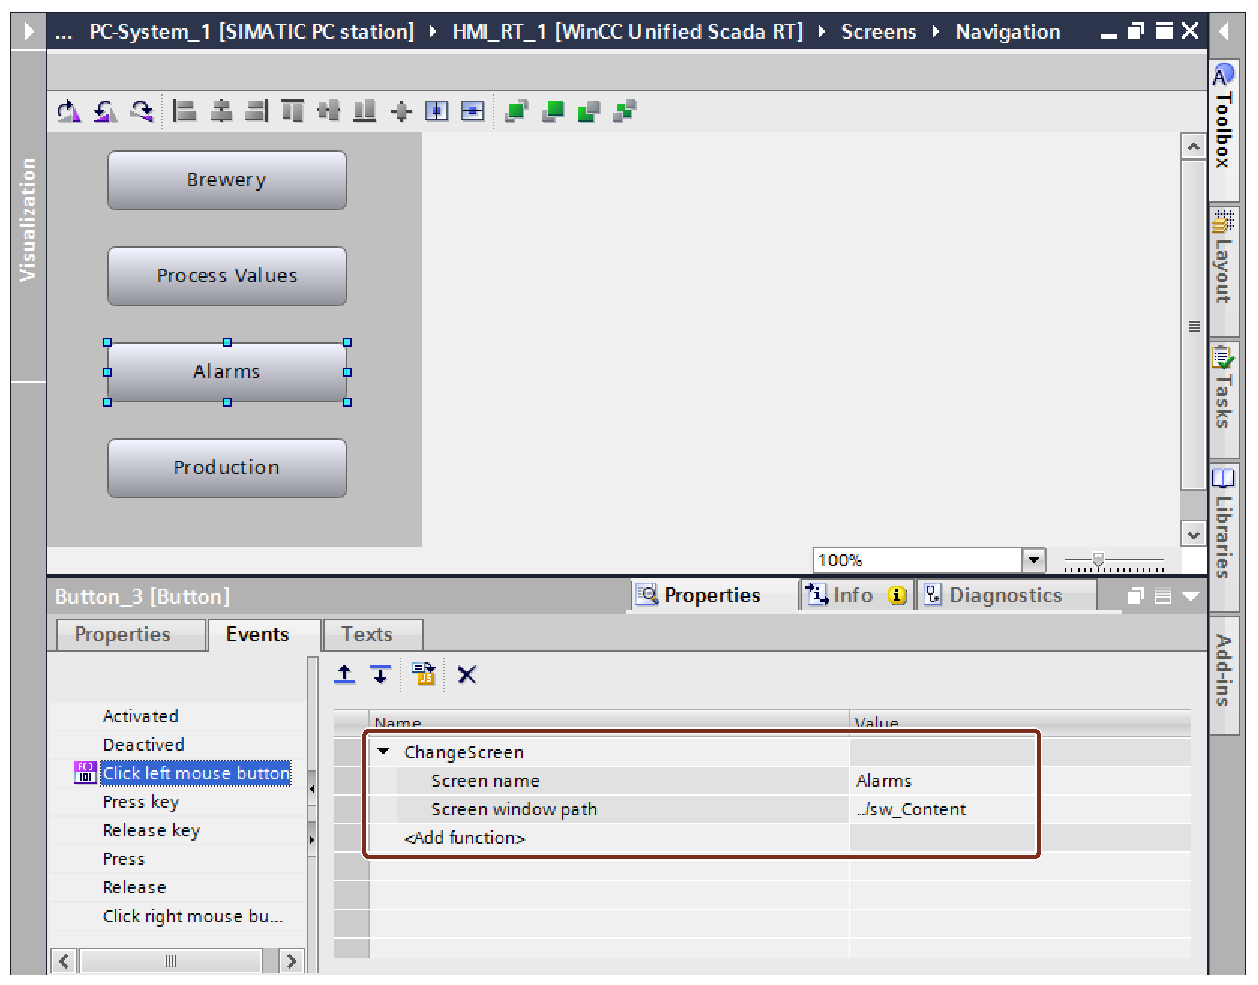 ... PC-System_1 [SIMATIC PC station] ▸ HMI_RT_1 [WinCC Unified Scada RT] ▸ Screens ▸ Navigation
Visualization
Brewery
Process Values
Alarms
Production
100%
Toolbox
Layout
Tasks
Libraries
Add-ins
Button_3 [Button]
Properties
Info
Diagnostics
Properties
Events
Texts
Activated
Deactived
Click left mouse button
Press key
Release key
Press
Release
Click right mouse bu...
Name Value
ChangeScreen
Screen name Alarms
Screen window path ../sw_Content
<Add function>